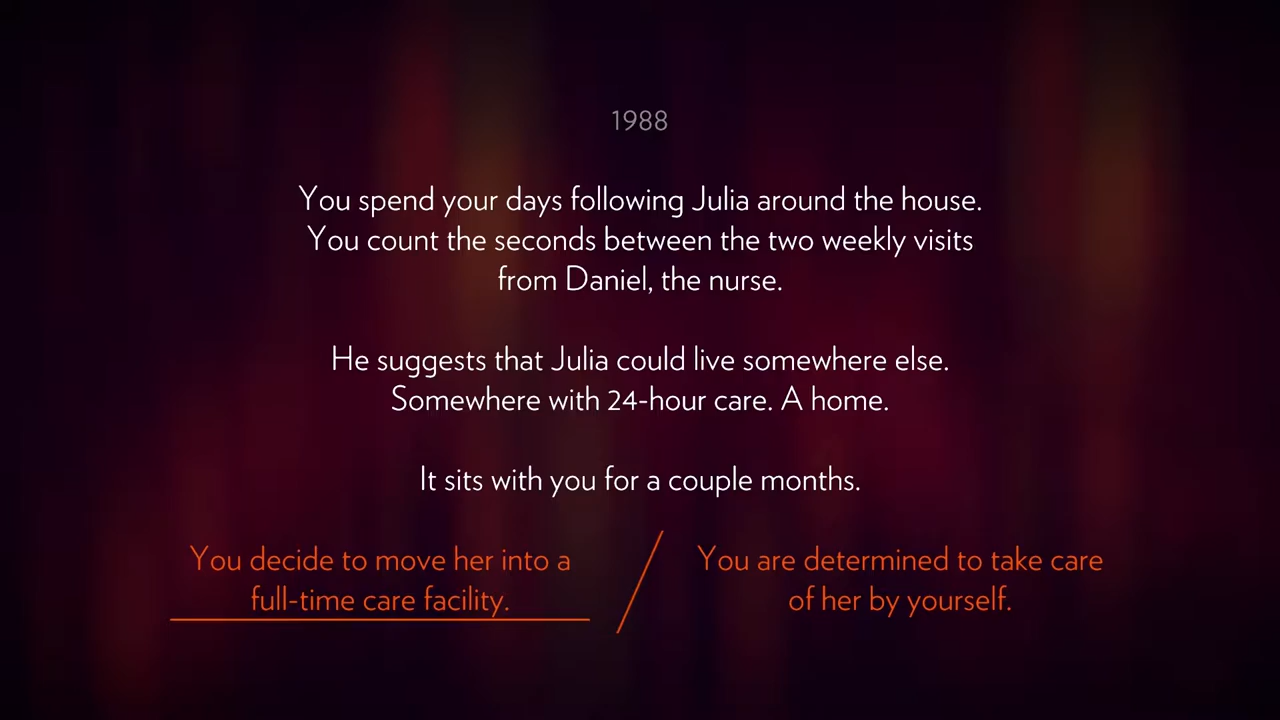 1988
You spend your days following Julia around the house.
You count the seconds between the two weekly visits
from Daniel, the nurse.
He suggests that Julia could live somewhere else.
Somewhere with 24-hour care. A home.
It sits with you for a couple months.
You decide to move her into a
full-time care facility.
You are determined to take care
of her by yourself.